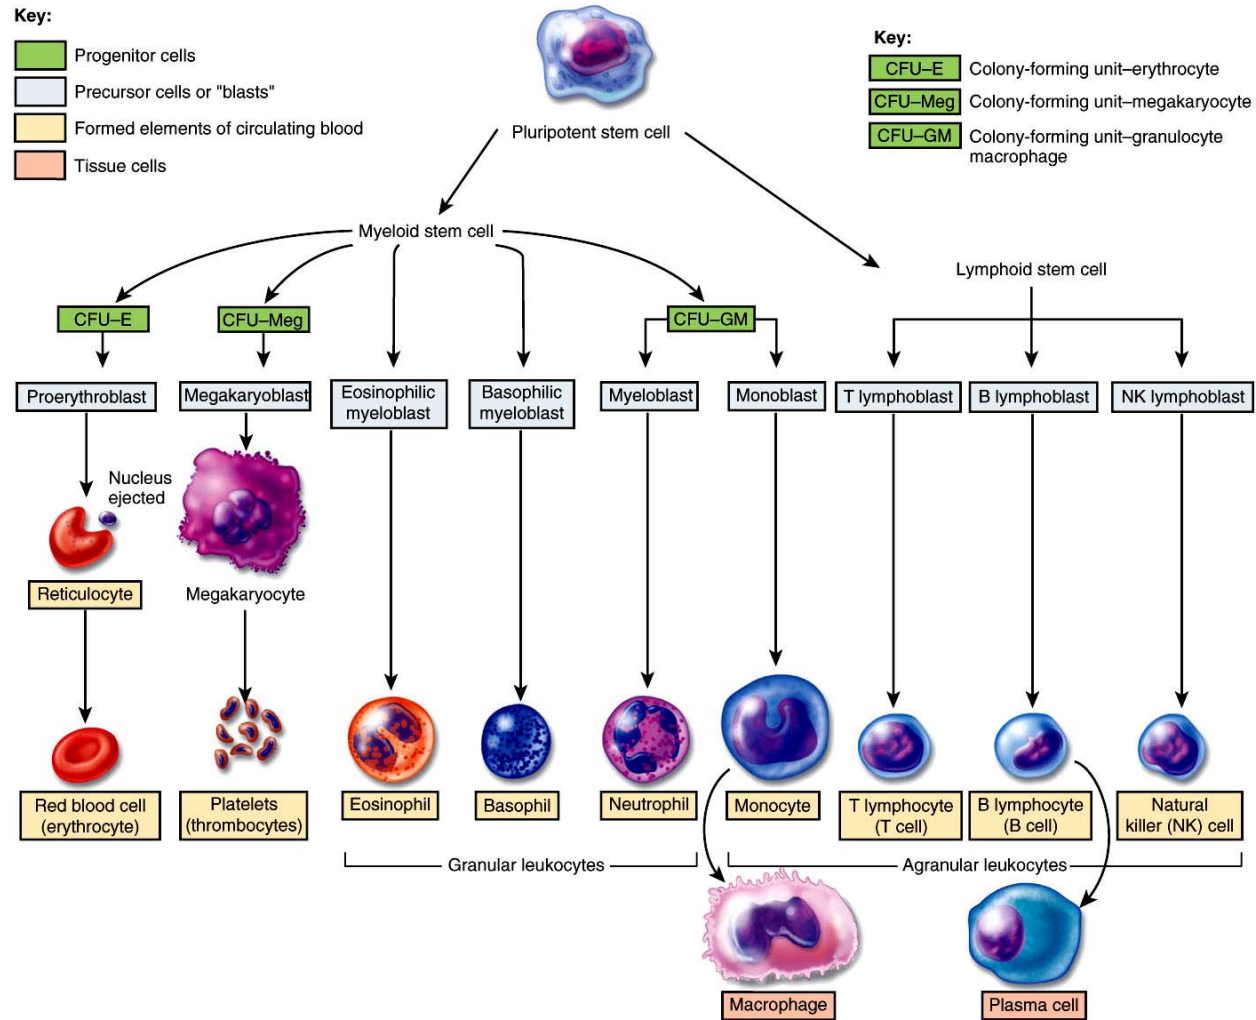 Key:
Progenitor cells
Precursor cells or "blasts"
Formed elements of circulating blood
Tissue cells
Pluripotent stem cell
Key:
CFU–E Colony-forming unit–erythrocyte
CFU–Meg Colony-forming unit–megakaryocyte
CFU–GM Colony-forming unit–granulocyte
macrophage
Myeloid stem cell
Lymphoid stem cell
CFU–E
CFU–Meg
CFU–GM
Proerythroblast
Megakaryoblast
Eosinophilic
myeloblast
Basophilic
myeloblast
Myeloblast
Monoblast
T lymphoblast
B lymphoblast
NK lymphoblast
Nucleus
ejected
Reticulocyte
Megakaryocyte
Red blood cell
(erythrocyte)
Platelets
(thrombocytes)
Eosinophil
Basophil
Neutrophil
Monocyte
T lymphocyte
(T cell)
B lymphocyte
(B cell)
Natural
killer (NK) cell
Granular leukocytes
Agranular leukocytes
Macrophage
Plasma cell